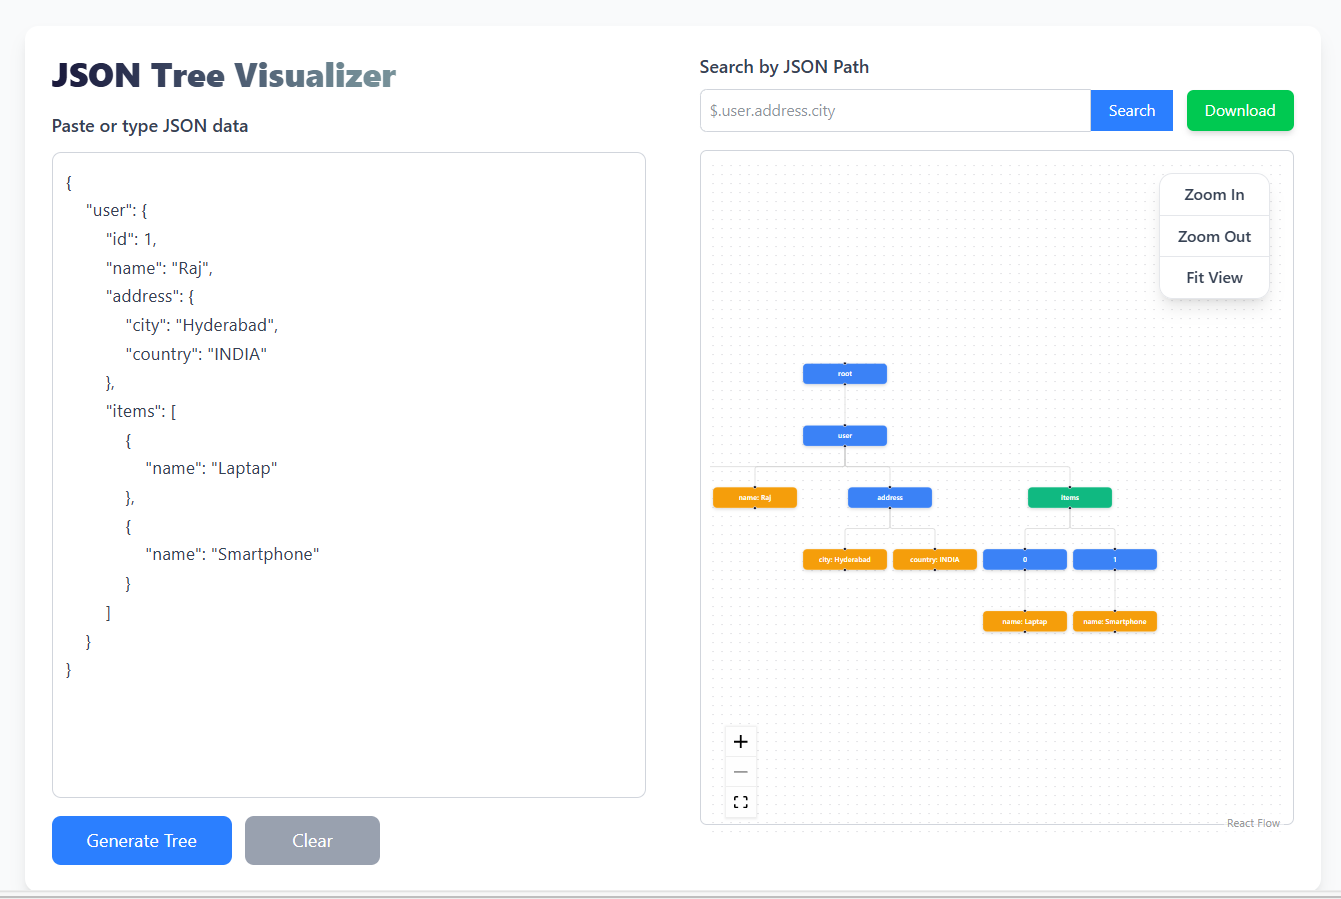 JSON Tree Visualizer
Paste or type JSON data
{
"user": {
"id": 1,
"name": "Raj",
"address": {
"city": "Hyderabad",
"country": "INDIA"
},
"items": [
{
"name": "Laptap"
},
{
"name": "Smartphone"
}
]
}
}
Generate Tree
Clear
Search by JSON Path
$.user.address.city
Search
Download
Zoom In
Zoom Out
Fit View
root
user
name: Raj
address
items
city: Hyderabad
country: INDIA
0
1
name: Laptap
name: Smartphone
React Flow